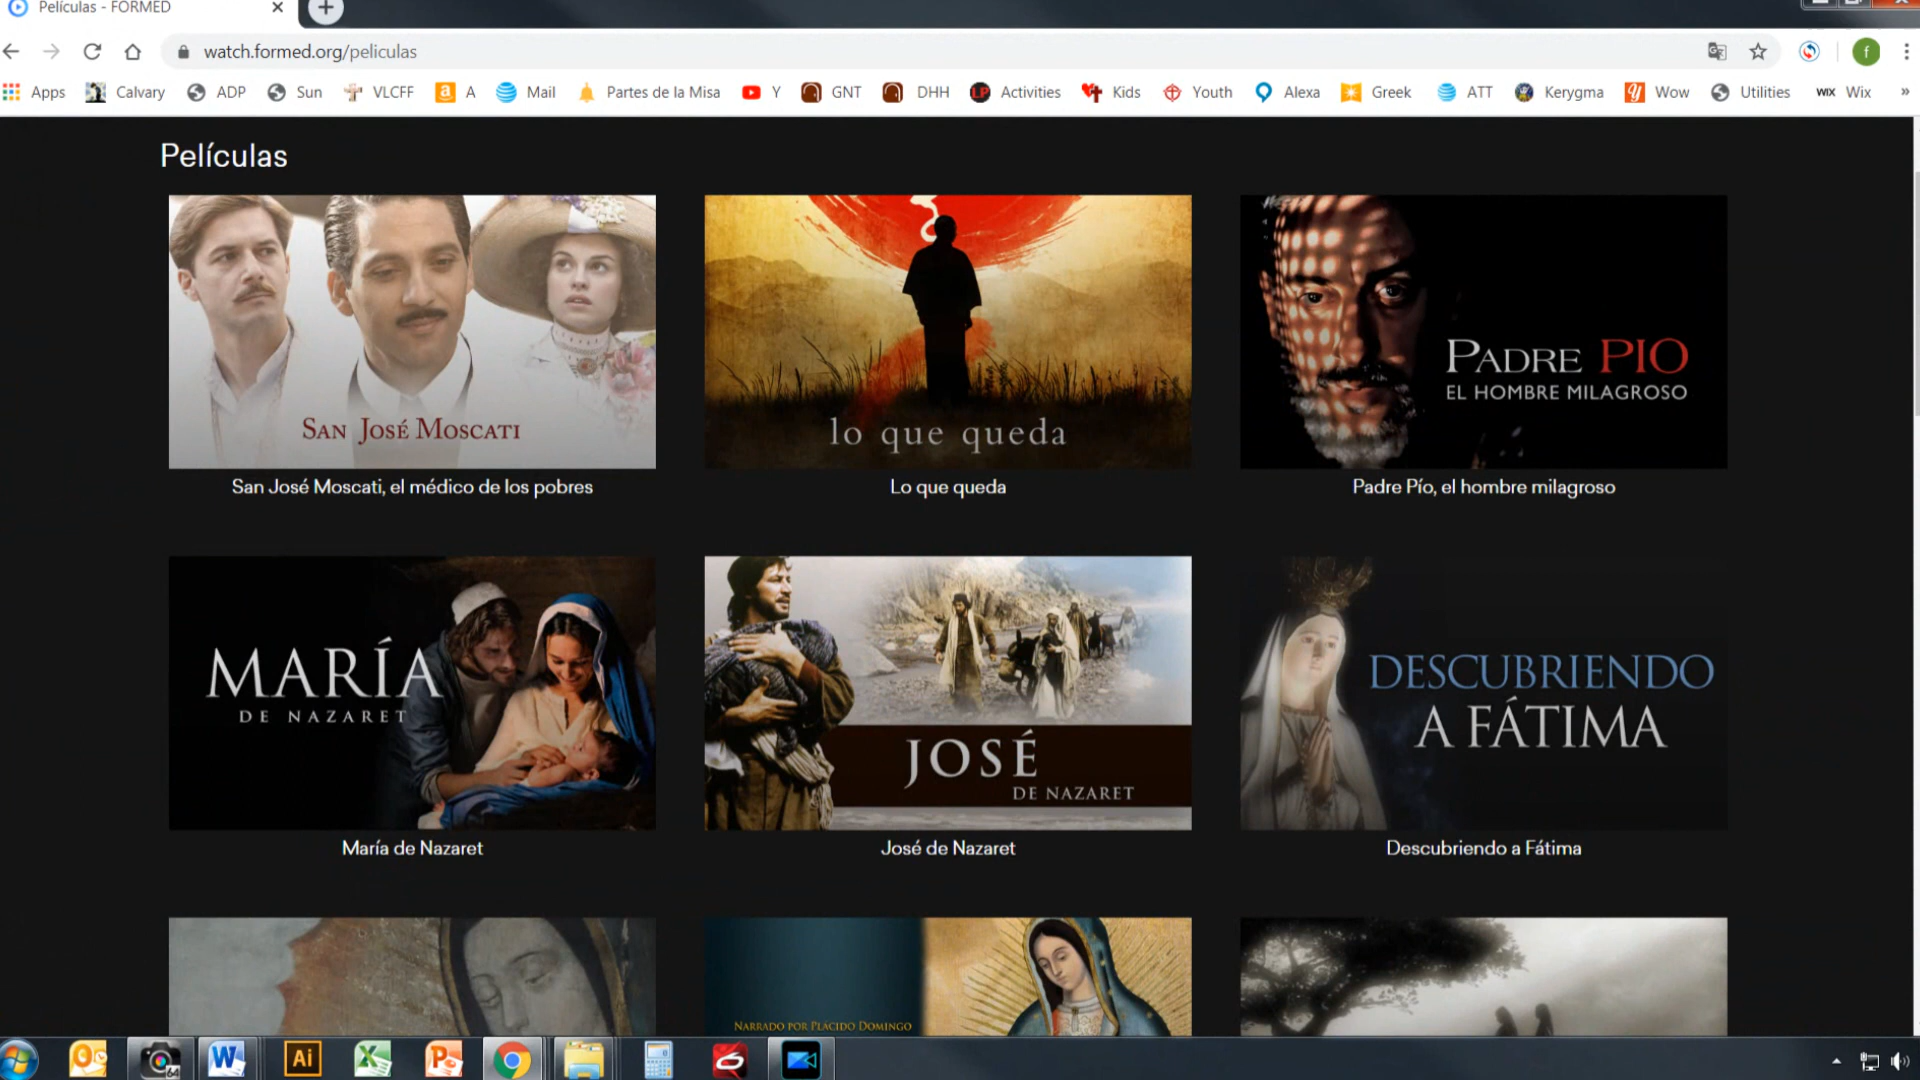 Películas - FORMED
watch.formed.org/peliculas
f
Apps Calvary ADP Sun VLCFF a A Mail Partes de la Misa Y GNT DHH LP Activities Kids Youth Alexa Greek ATT Kerygma y Wow Utilities WIX Wix »
Películas
SAN JOSÉ MOSCATI
lo que queda
PADRE PIO
EL HOMBRE MILAGROSO
San José Moscati, el médico de los pobres
Lo que queda
Padre Pío, el hombre milagroso
MARÍA
DE NAZARET
JOSÉ
DE NAZARET
DESCUBRIENDO
A FÁTIMA
María de Nazaret
José de Nazaret
Descubriendo a Fátima
NARRADO POR PLÁCIDO DOMINGO
64 W Ai X P